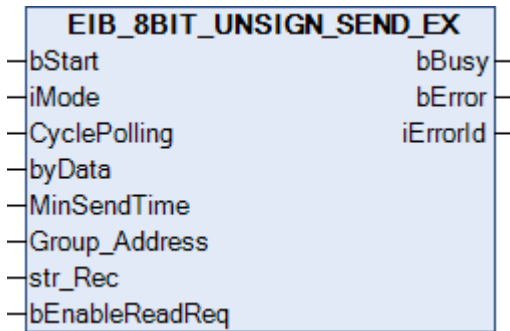 EIB_8BIT_UNSIGN_SEND_EX
bStart bBusy
iMode bError
CyclePolling iErrorId
byData
MinSendTime
Group_Address
str_Rec
bEnableReadReq